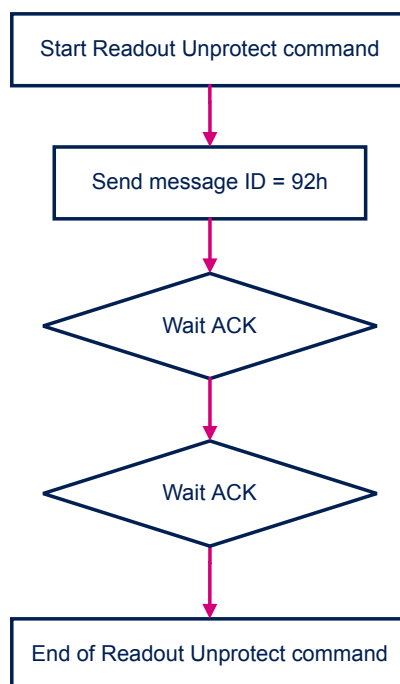 Start Readout Unprotect command
Send message ID = 92h
Wait ACK
Wait ACK
End of Readout Unprotect command